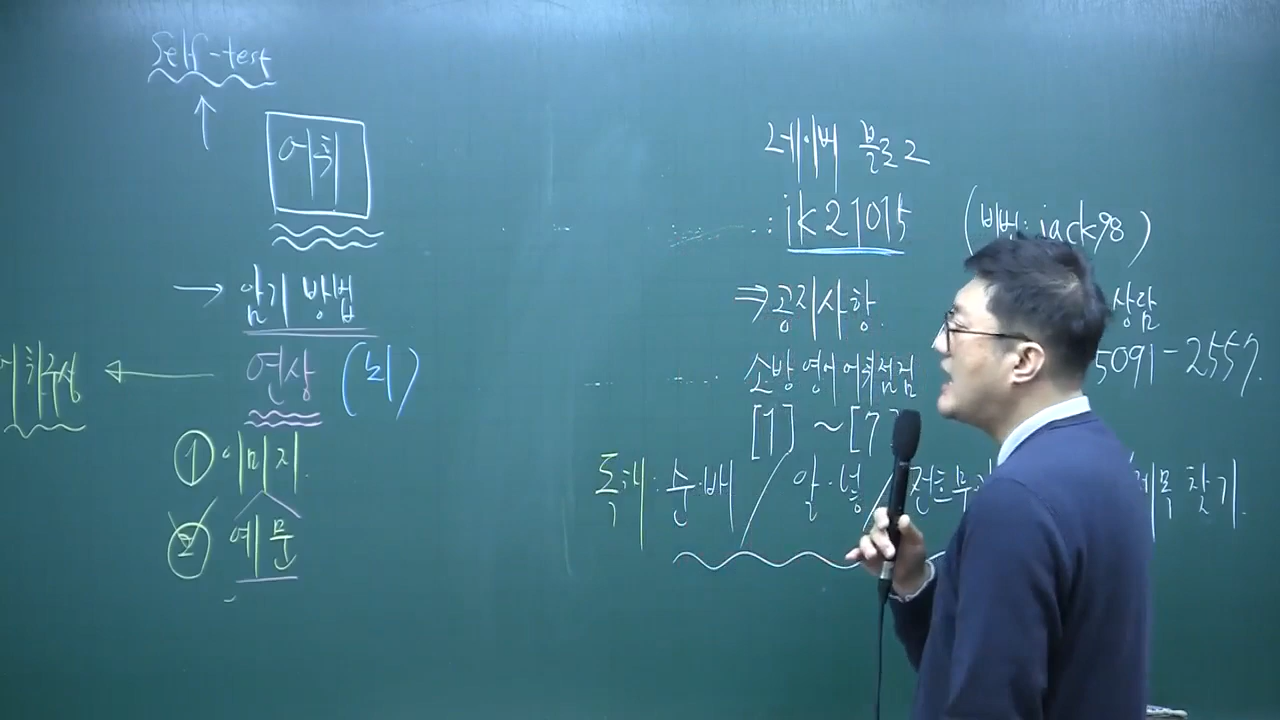 Self-test
어휘
→ 암기 방법
연상 (뇌)
① 이미지.
② 예문
네이버 블로그
: jk21015 (비번: jack98)
⇒ 공지사항. 상담
소방 영어 어휘점검 5091-2557.
[1] ~ [7
독해: 순·배 / 알·넣 / 전·후 제목 찾기.